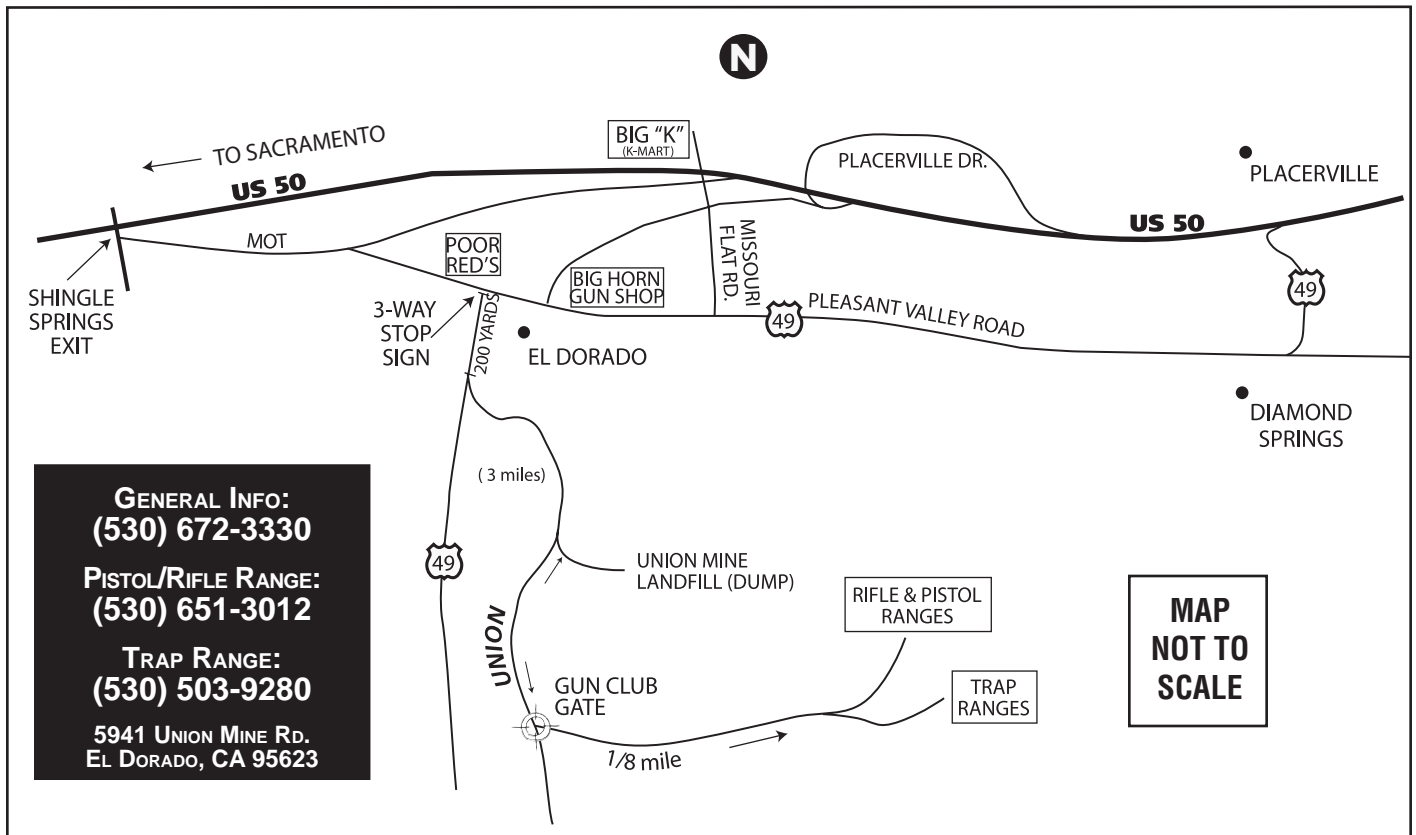 N
TO SACRAMENTO
US 50
BIG "K"
(K-MART)
PLACERVILLE DR.
PLACERVILLE
US 50
MOT
POOR
RED'S
MISSOURI
FLAT RD.
BIG HORN
GUN SHOP
SHINGLE
SPRINGS
EXIT
3-WAY
STOP
SIGN
200 YARDS
EL DORADO
49
PLEASANT VALLEY ROAD
49
DIAMOND
SPRINGS
(3 miles)
49
UNION MINE
LANDFILL (DUMP)
UNION
GUN CLUB
GATE
1/8 mile
RIFLE & PISTOL
RANGES
TRAP
RANGES
MAP
NOT TO
SCALE
GENERAL INFO:
(530) 672-3330
PISTOL/RIFLE RANGE:
(530) 651-3012
TRAP RANGE:
(530) 503-9280
5941 UNION MINE RD.
EL DORADO, CA 95623